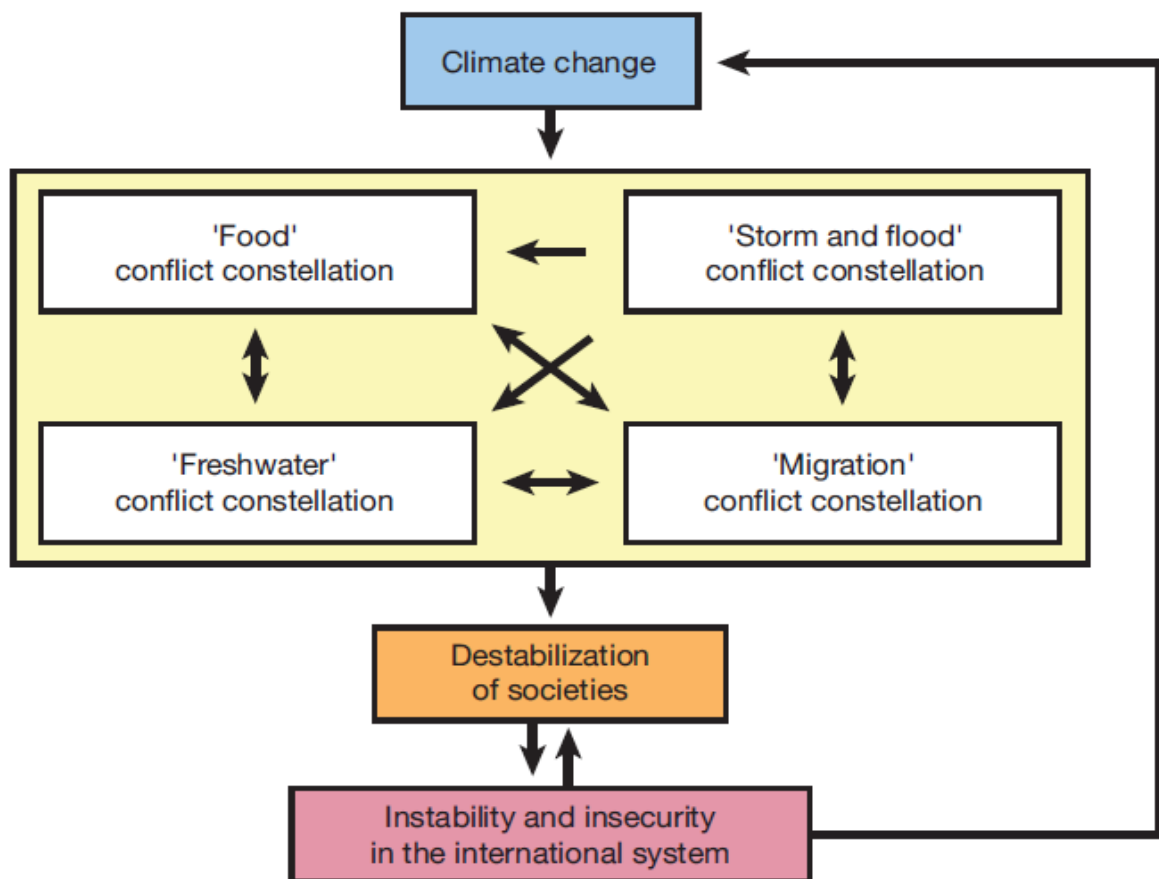 Climate change
'Food'
conflict constellation
'Storm and flood'
conflict constellation
'Freshwater'
conflict constellation
'Migration'
conflict constellation
Destabilization
of societies
Instability and insecurity
in the international system